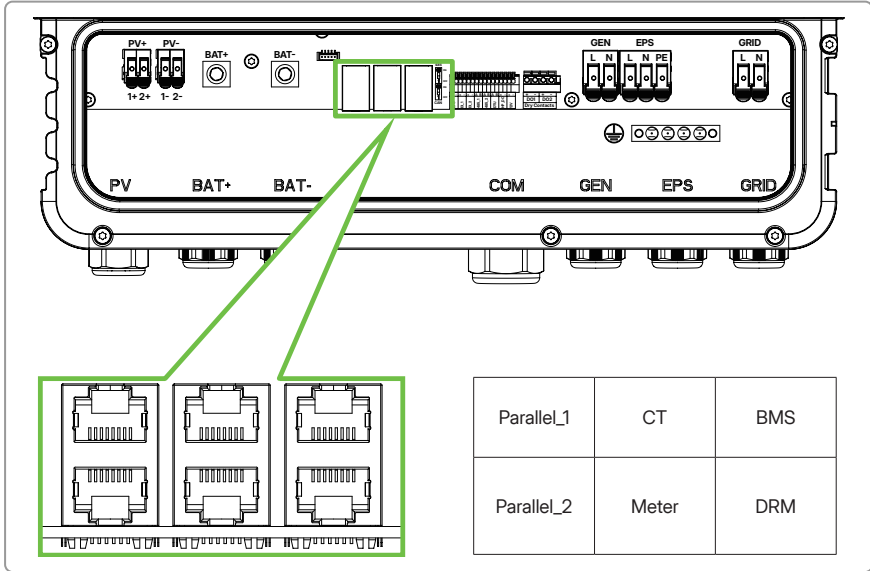 PV+ PV-
BAT+ BAT-
1+ 2+ 1- 2-
GEN EPS GRID
L N L N PE L N
DO1 DO2
Dry Contacts
PV BAT+ BAT- COM GEN EPS GRID
Parallel_1 CT BMS
Parallel_2 Meter DRM